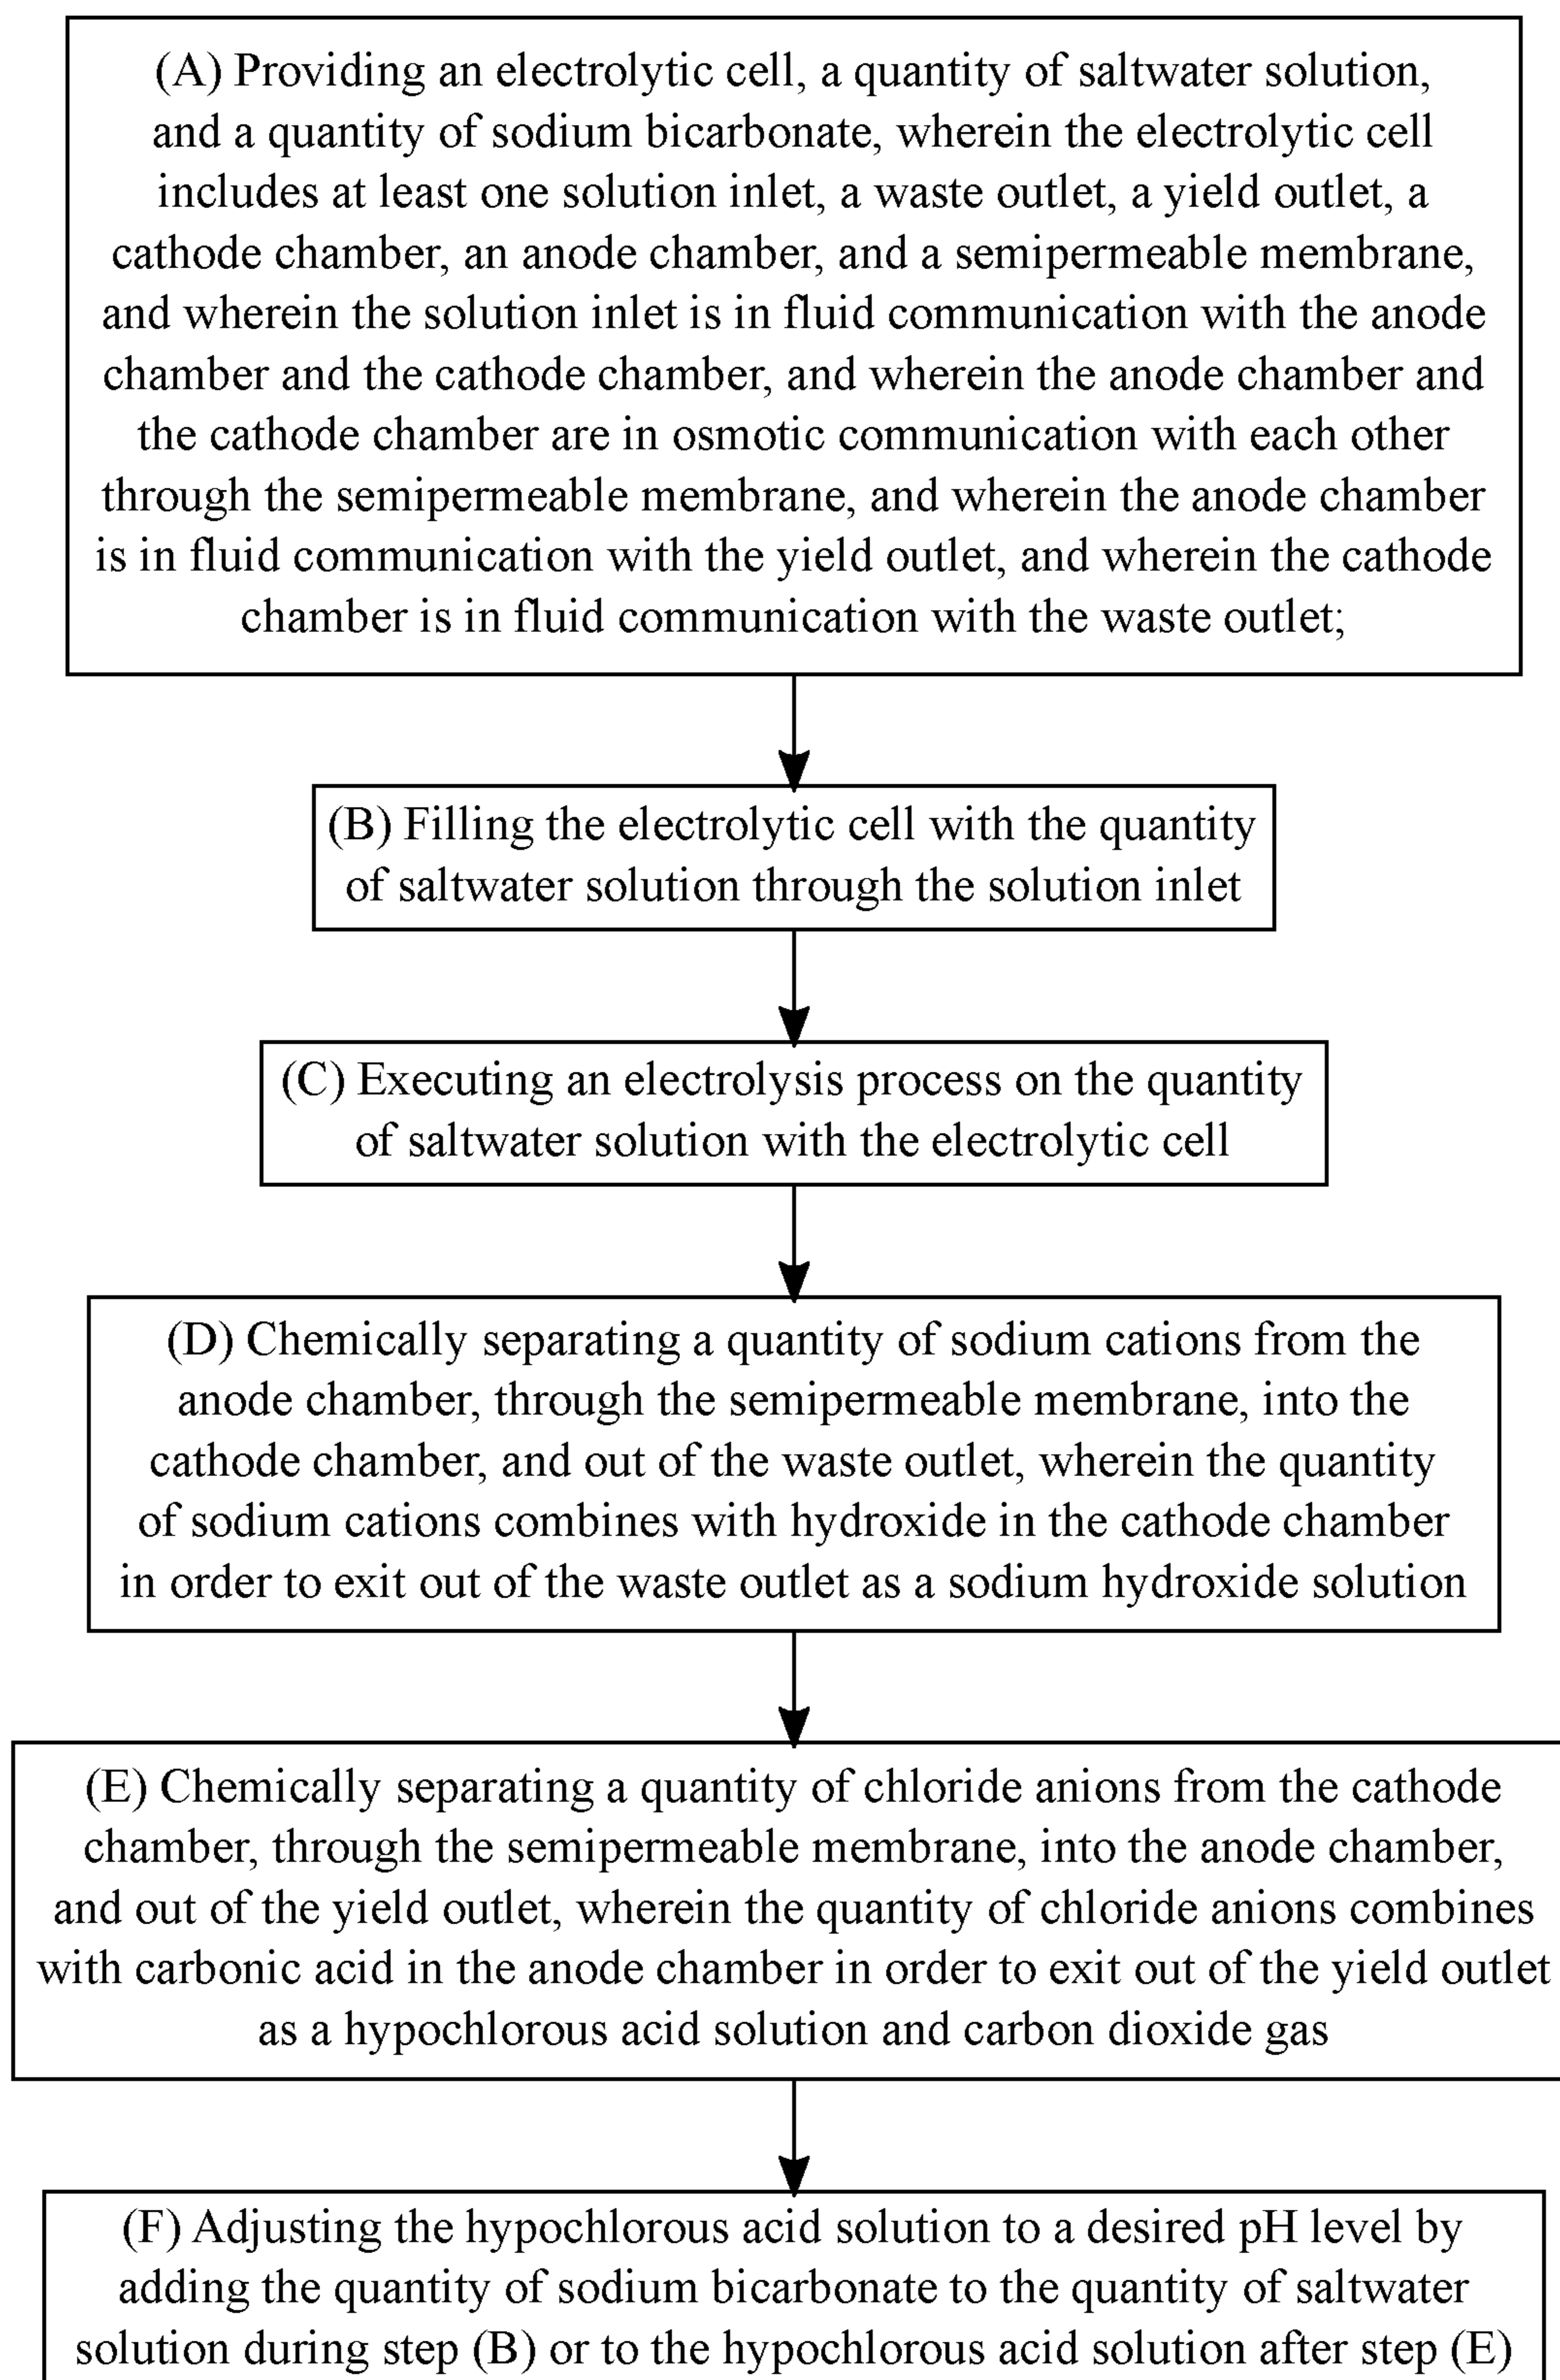 (A) Providing an electrolytic cell, a quantity of saltwater solution,
and a quantity of sodium bicarbonate, wherein the electrolytic cell
includes at least one solution inlet, a waste outlet, a yield outlet, a
cathode chamber, an anode chamber, and a semipermeable membrane,
and wherein the solution inlet is in fluid communication with the anode
chamber and the cathode chamber, and wherein the anode chamber and
the cathode chamber are in osmotic communication with each other
through the semipermeable membrane, and wherein the anode chamber
is in fluid communication with the yield outlet, and wherein the cathode
chamber is in fluid communication with the waste outlet;
(B) Filling the electrolytic cell with the quantity
of saltwater solution through the solution inlet
(C) Executing an electrolysis process on the quantity
of saltwater solution with the electrolytic cell
(D) Chemically separating a quantity of sodium cations from the
anode chamber, through the semipermeable membrane, into the
cathode chamber, and out of the waste outlet, wherein the quantity
of sodium cations combines with hydroxide in the cathode chamber
in order to exit out of the waste outlet as a sodium hydroxide solution
(E) Chemically separating a quantity of chloride anions from the cathode
chamber, through the semipermeable membrane, into the anode chamber,
and out of the yield outlet, wherein the quantity of chloride anions combines
with carbonic acid in the anode chamber in order to exit out of the yield outlet
as a hypochlorous acid solution and carbon dioxide gas
(F) Adjusting the hypochlorous acid solution to a desired pH level by
adding the quantity of sodium bicarbonate to the quantity of saltwater
solution during step (B) or to the hypochlorous acid solution after step (E)